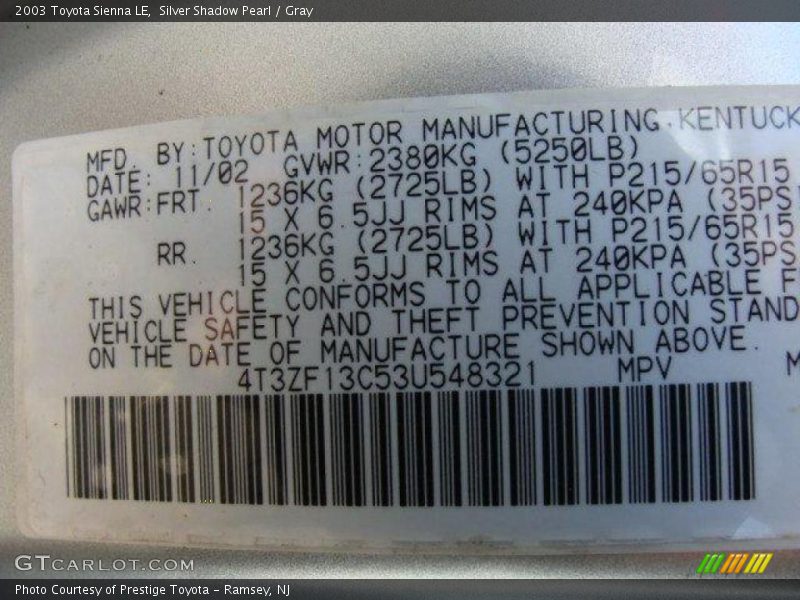 2003 Toyota Sienna LE,  Silver Shadow Pearl / Gray
MFD. BY:TOYOTA MOTOR MANUFACTURING,KENTUCK
DATE: 11/02 GVWR:2380KG (5250LB)
GAWR:FRT. 1236KG (2725LB) WITH P215/65R15
15 X 6.5JJ RIMS AT 240KPA (35PS
RR. 1236KG (2725LB) WITH P215/65R15
15 X 6.5JJ RIMS AT 240KPA (35PS
THIS VEHICLE CONFORMS TO ALL APPLICABLE F
VEHICLE SAFETY AND THEFT PREVENTION STAND
ON THE DATE OF MANUFACTURE SHOWN ABOVE.
4T3ZF13C53U548321 MPV M
GTCARLOT.COM
Photo Courtesy of Prestige Toyota - Ramsey, NJ